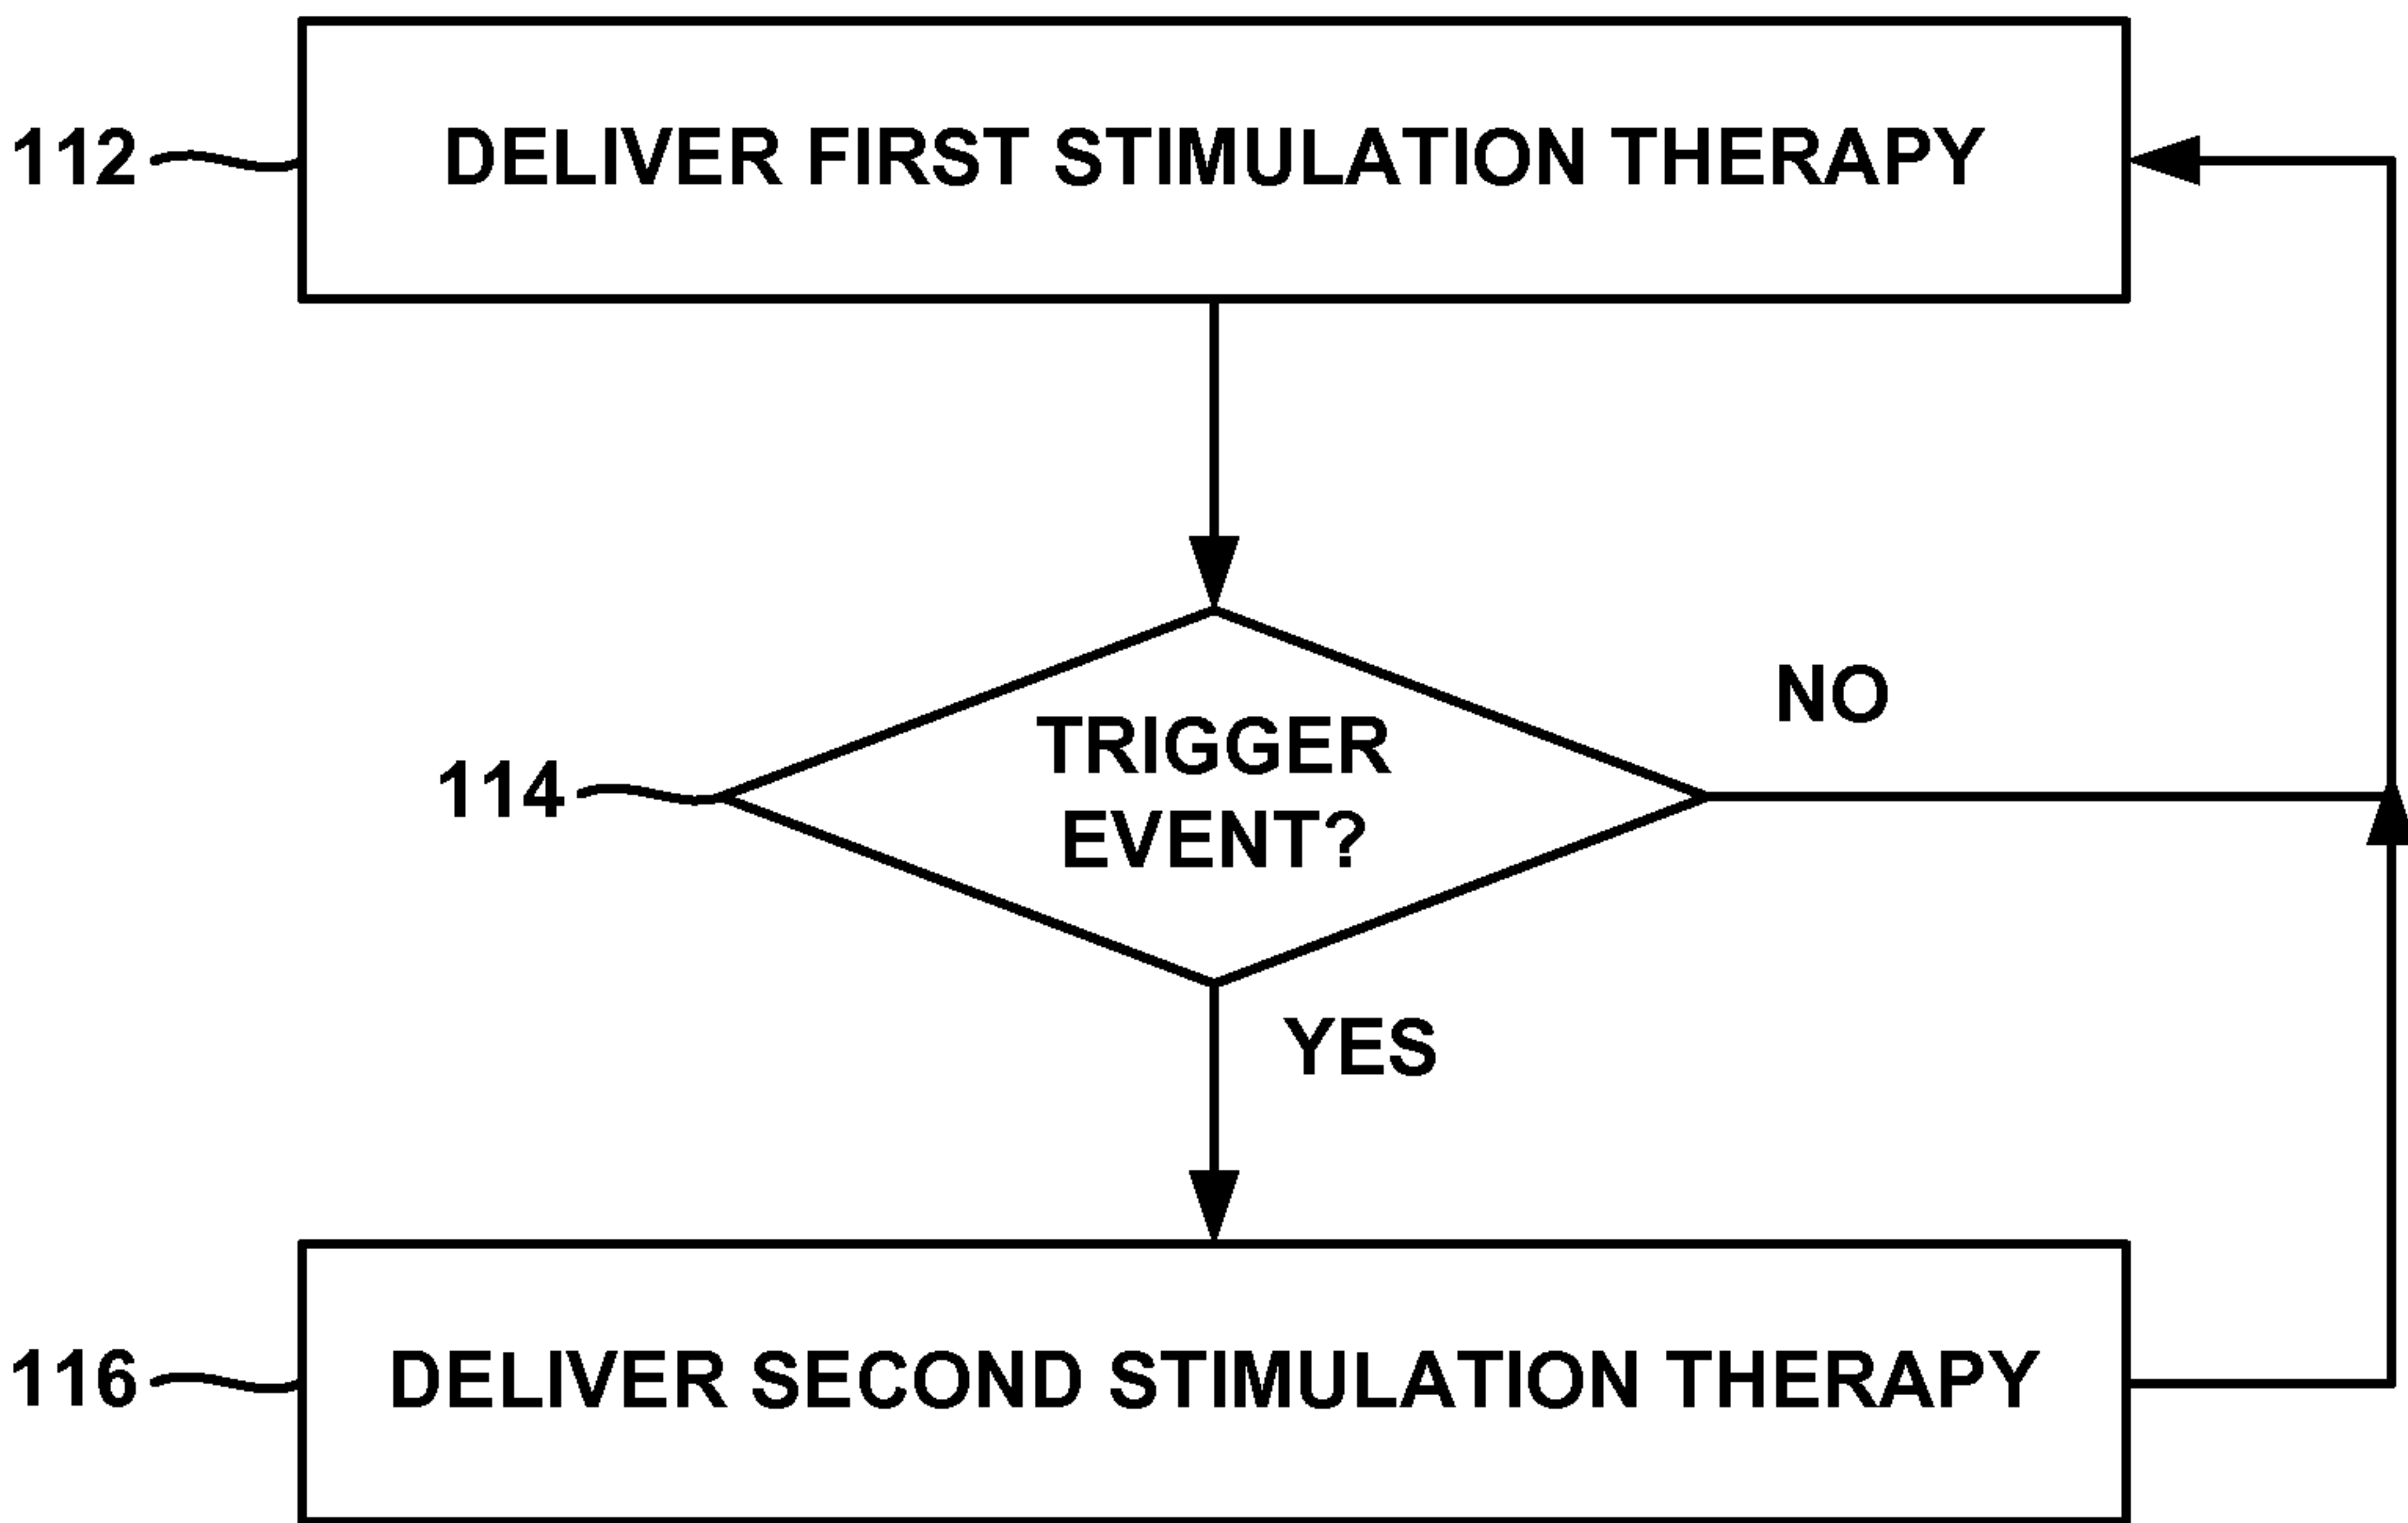 112
DELIVER FIRST STIMULATION THERAPY
NO
TRIGGER
EVENT?
114
YES
116
DELIVER SECOND STIMULATION THERAPY